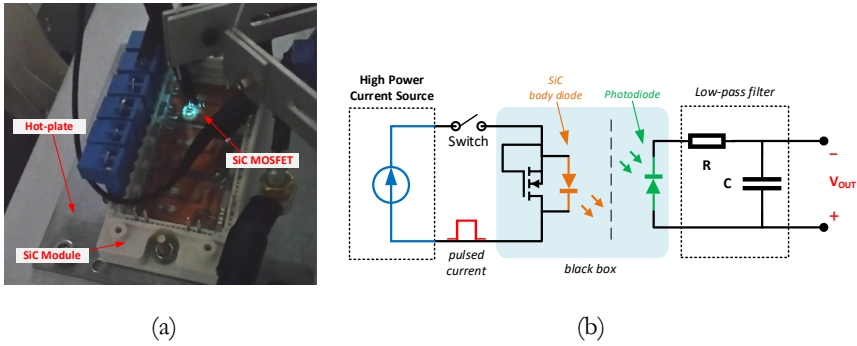 Hot-plate
SiC MOSFET
SiC Module
(a)
High Power
Current Source
Switch
pulsed
current
SiC
body diode
Photodiode
black box
Low-pass filter
R
C
−
VOUT
+
(b)